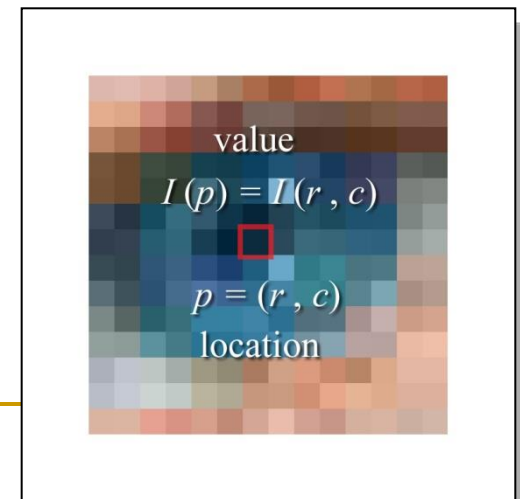 value
I (p) = I (r , c)
p = (r , c)
location